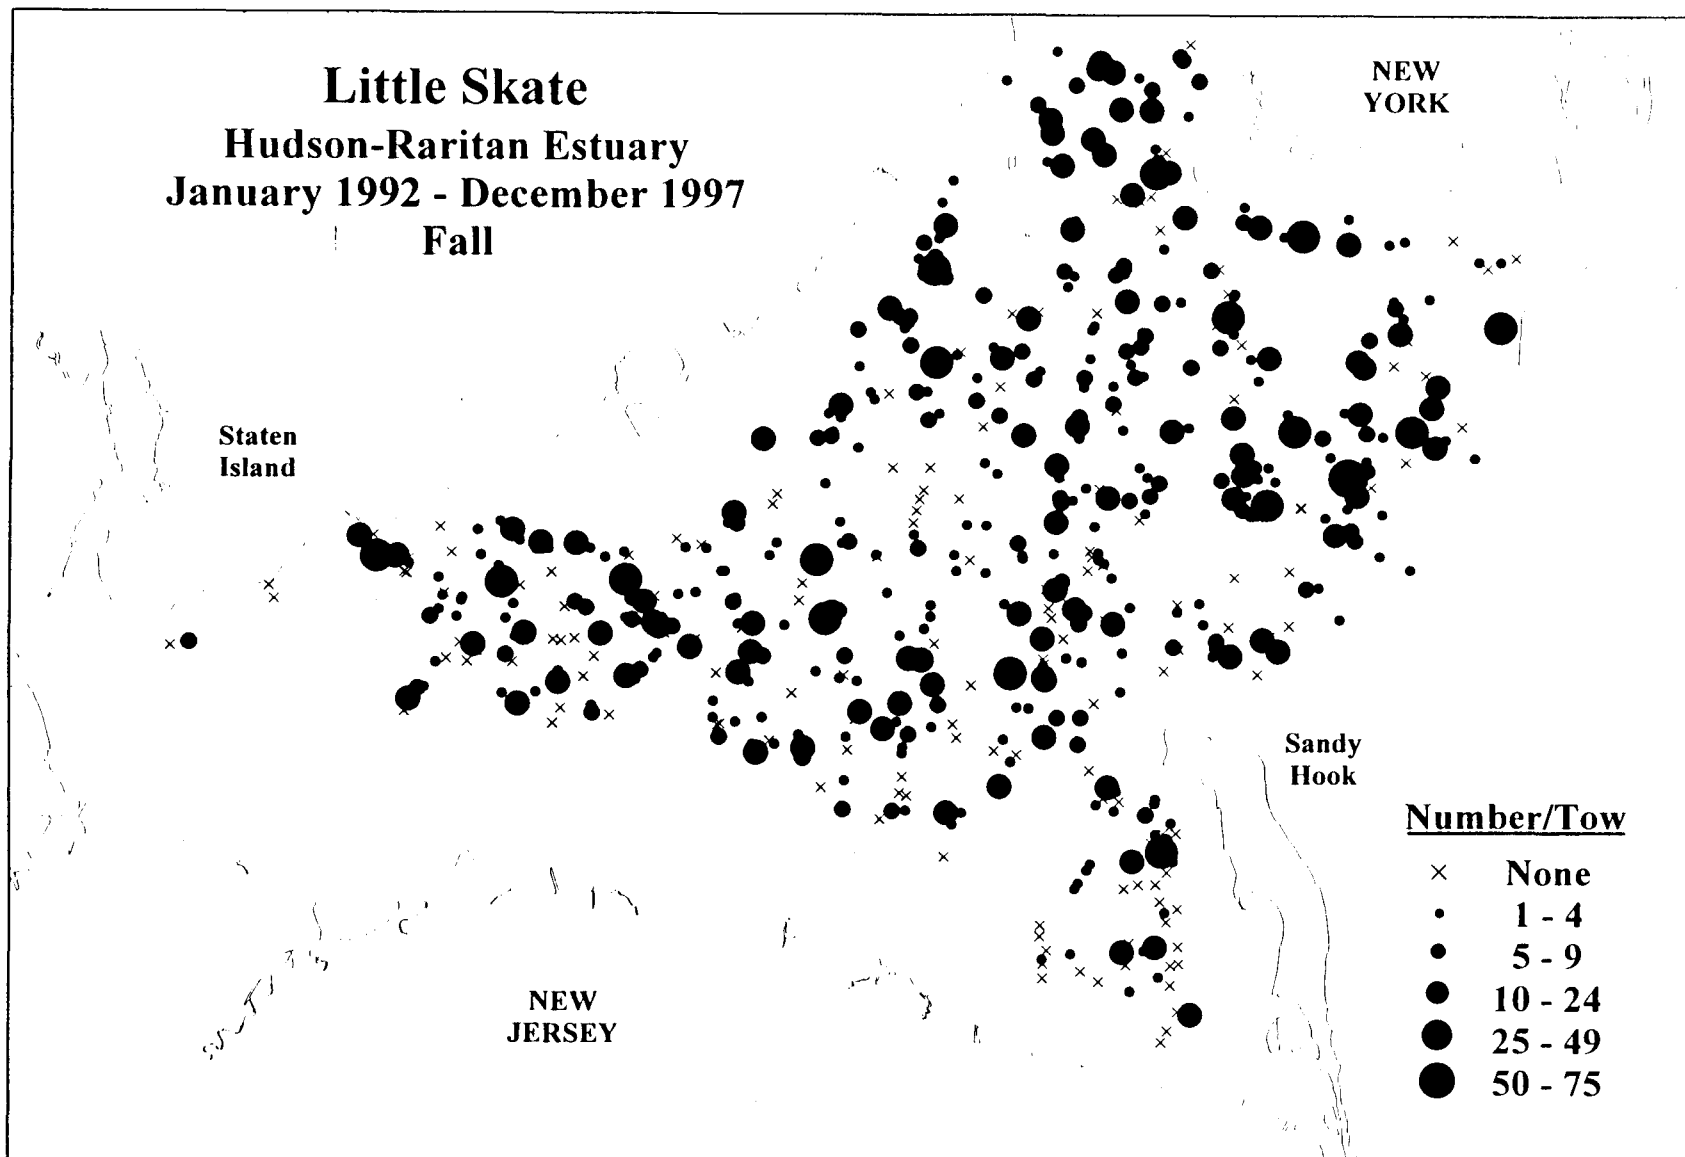 Little Skate
Hudson-Raritan Estuary
January 1992 - December 1997
Fall
NEW
YORK
Staten
Island
Sandy
Hook
NEW
JERSEY
Number/Tow
None
1 - 4
5 - 9
10 - 24
25 - 49
50 - 75